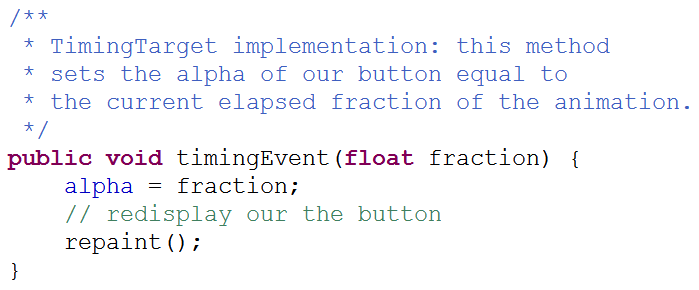 /**
 * TimingTarget implementation: this method
 * sets the alpha of our button equal to
 * the current elapsed fraction of the animation.
 */
public void timingEvent(float fraction) {
    alpha = fraction;
    // redisplay our the button
    repaint();
}